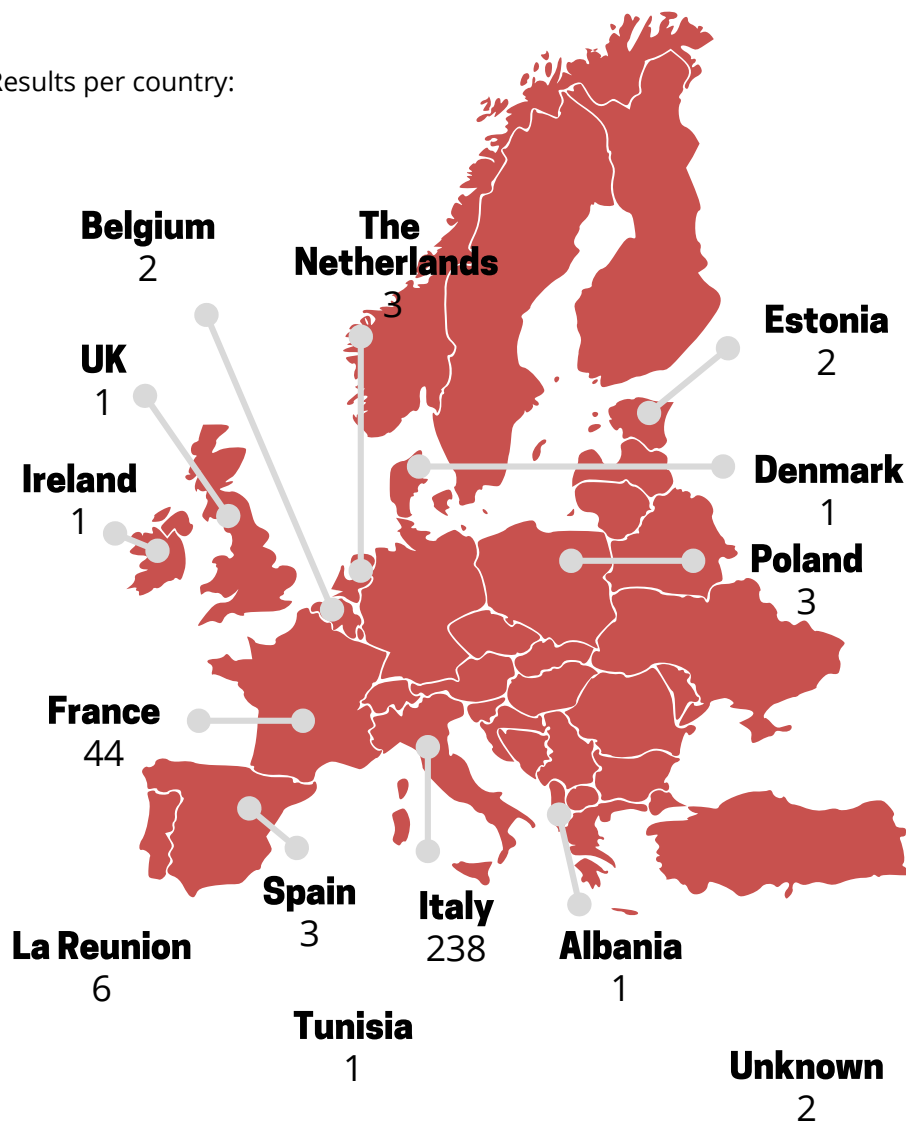 Results per country:
Belgium
2
The
Netherlands
3
UK
1
Estonia
2
Ireland
1
Denmark
1
Poland
3
France
44
Spain
3
Italy
238
La Reunion
6
Albania
1
Tunisia
1
Unknown
2